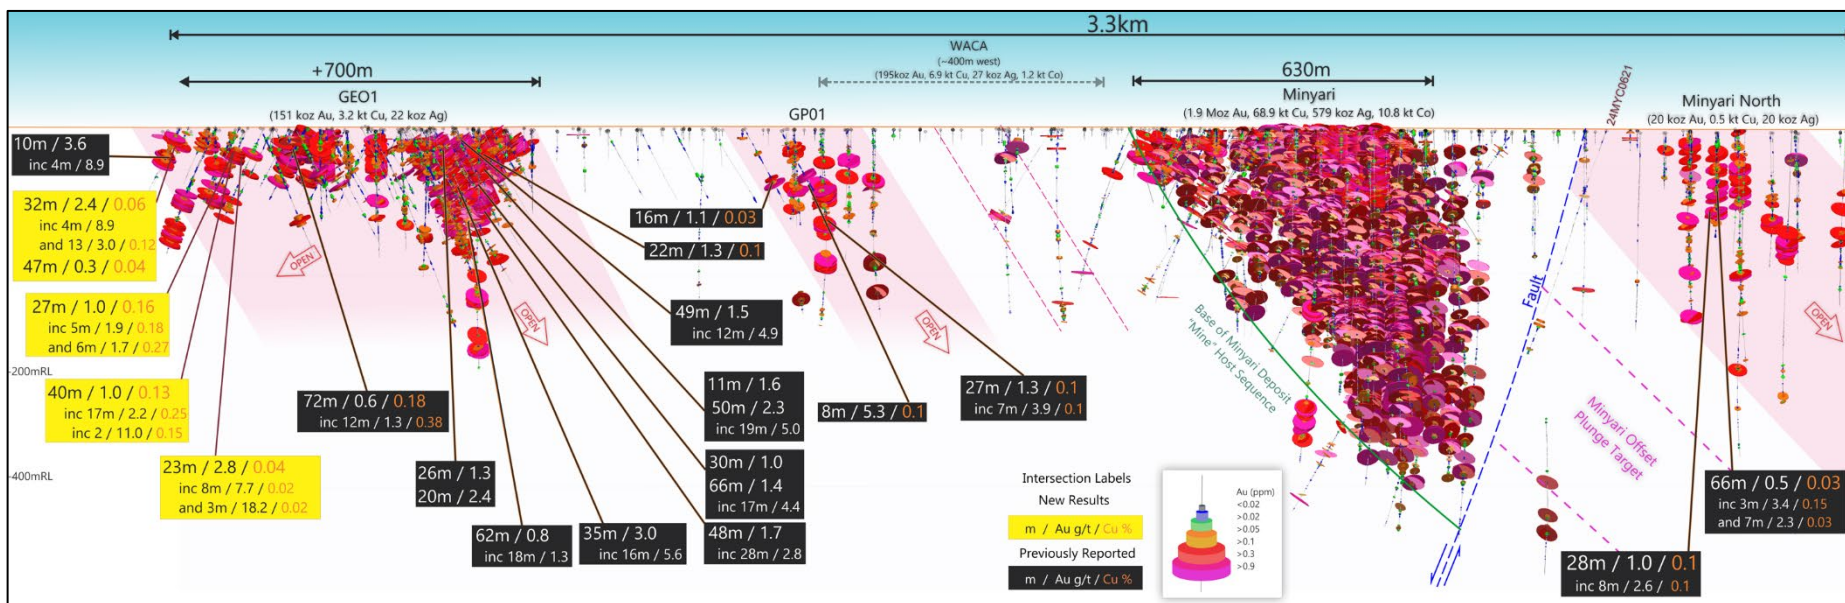 3.3km
WACA
(~400m west)
(195koz Au, 6.9 kt Cu, 27 koz Ag, 1.2 kt Co)
+700m
GEO1
(151 koz Au, 3.2 kt Cu, 22 koz Ag)
GP01
630m
Minyari
(1.9 Moz Au, 68.9 kt Cu, 579 koz Ag, 10.8 kt Co)
24MYC0621
Minyari North
(20 koz Au, 0.5 kt Cu, 20 koz Ag)
10m / 3.6
inc 4m / 8.9
32m / 2.4 / 0.06
inc 4m / 8.9
and 13 / 3.0 / 0.12
47m / 0.3 / 0.04
27m / 1.0 / 0.16
inc 5m / 1.9 / 0.18
and 6m / 1.7 / 0.27
40m / 1.0 / 0.13
inc 17m / 2.2 / 0.25
inc 2 / 11.0 / 0.15
23m / 2.8 / 0.04
inc 8m / 7.7 / 0.02
and 3m / 18.2 / 0.02
OPEN
72m / 0.6 / 0.18
inc 12m / 1.3 / 0.38
26m / 1.3
20m / 2.4
62m / 0.8
inc 18m / 1.3
35m / 3.0
inc 16m / 5.6
OPEN
16m / 1.1 / 0.03
22m / 1.3 / 0.1
49m / 1.5
inc 12m / 4.9
11m / 1.6
50m / 2.3
inc 19m / 5.0
30m / 1.0
66m / 1.4
inc 17m / 4.4
48m / 1.7
inc 28m / 2.8
8m / 5.3 / 0.1
OPEN
27m / 1.3 / 0.1
inc 7m / 3.9 / 0.1
Base of Minyari Deposit
"Mine" Host Sequence
Fault
Minyari Offset
Plunge Target
OPEN
66m / 0.5 / 0.03
inc 3m / 3.4 / 0.15
and 7m / 2.3 / 0.03
28m / 1.0 / 0.1
inc 8m / 2.6 / 0.1
-200mRL
-400mRL
Intersection Labels
New Results
m / Au g/t / Cu %
Previously Reported
m / Au g/t / Cu %
Au (ppm)
<0.02
>0.02
>0.05
>0.1
>0.3
>0.9